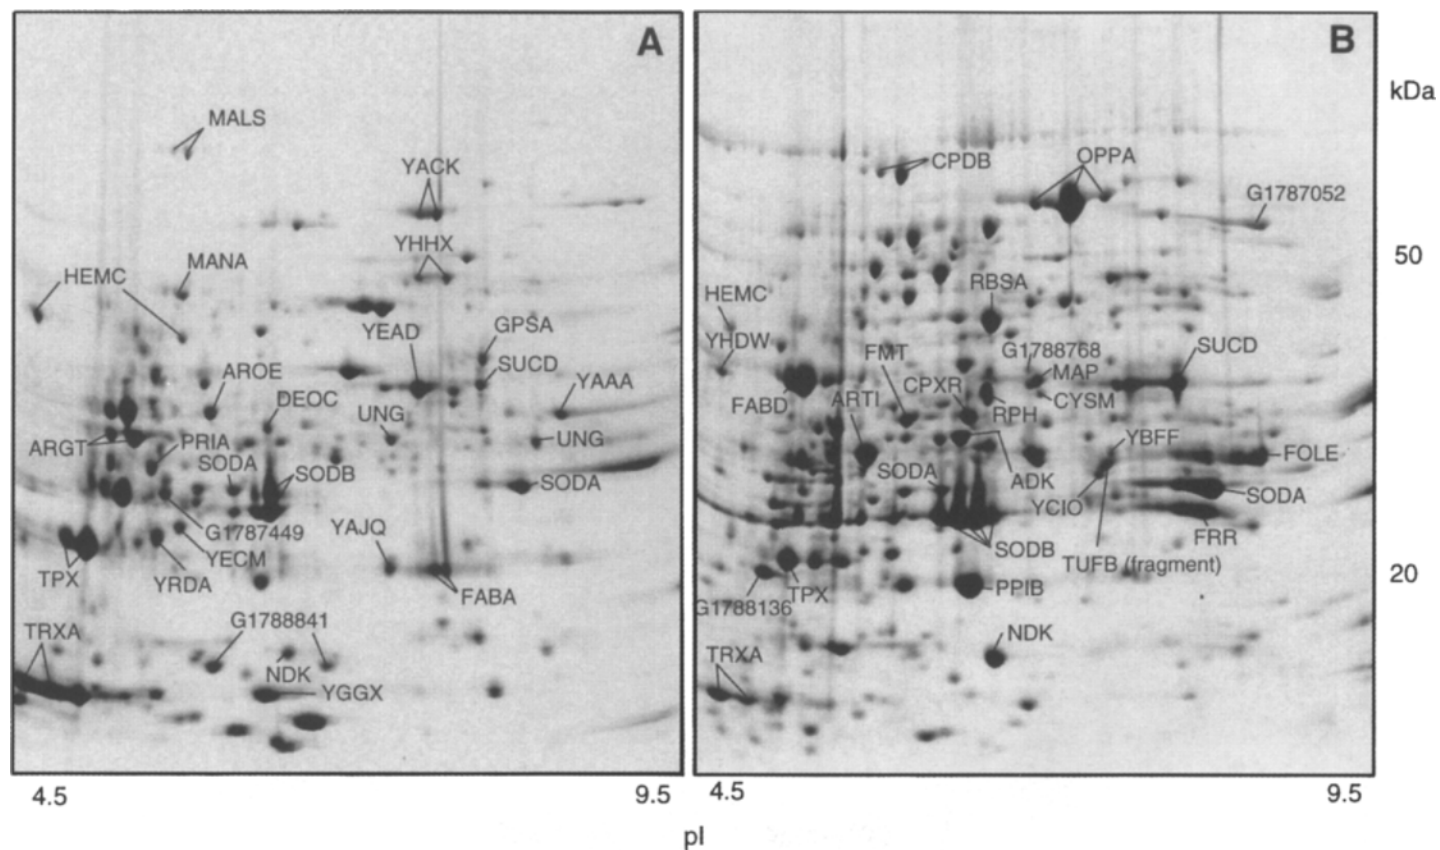 A
MALS
YACK
YHHX
MANA
HEMC
YEAD
GPSA
SUCD
YAAA
AROE
DEOC
UNG
UNG
ARGT
PRIA
SODA
SODB
SODA
G1787449
YAJQ
YECM
TPX
YRDA
FABA
TRXA
G1788841
NDK
YGGX
4.5
9.5
B
CPDB
OPPA
G1787052
RBSA
HEMC
YHDW
FMT
G1788768
SUCD
MAP
CPXR
FABD
ARTI
CYSM
RPH
YBFF
FOLE
SODA
ADK
YCIO
SODA
FRR
SODB
TUFB (fragment)
G1788136
TPX
PPIB
NDK
TRXA
4.5
9.5
kDa
50
20
pI